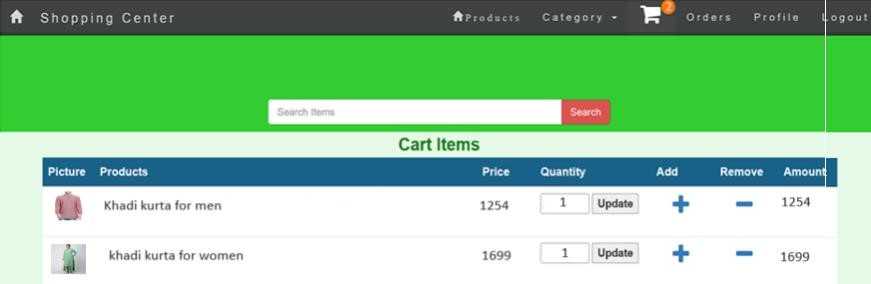 Shopping Center Products Category 2 Orders Profile Logout
Search Items Search
Cart Items
Picture Products Price Quantity Add Remove Amount
Khadi kurta for men 1254 1 Update 1254
khadi kurta for women 1699 1 Update 1699